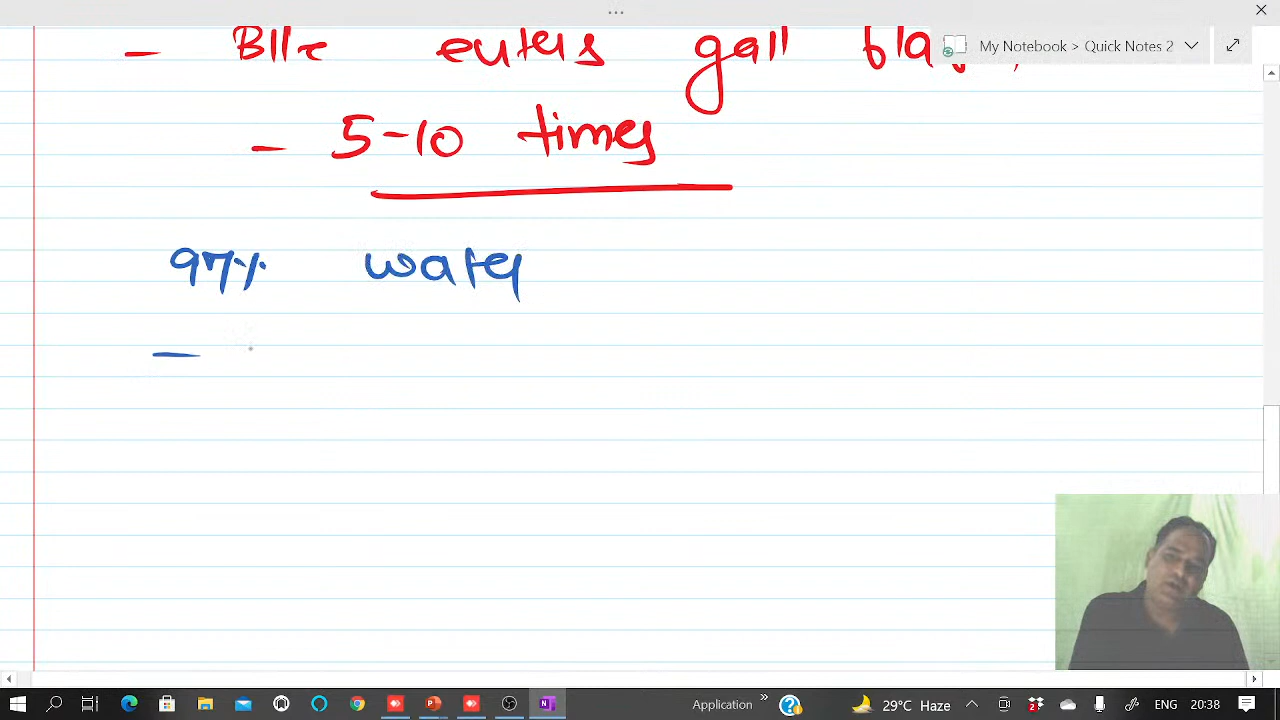 - Bile enters gall blad
My Notebook > Quick Notes 2
- 5-10 times
97% water
-
Application
29°C Haze
ENG
20:38